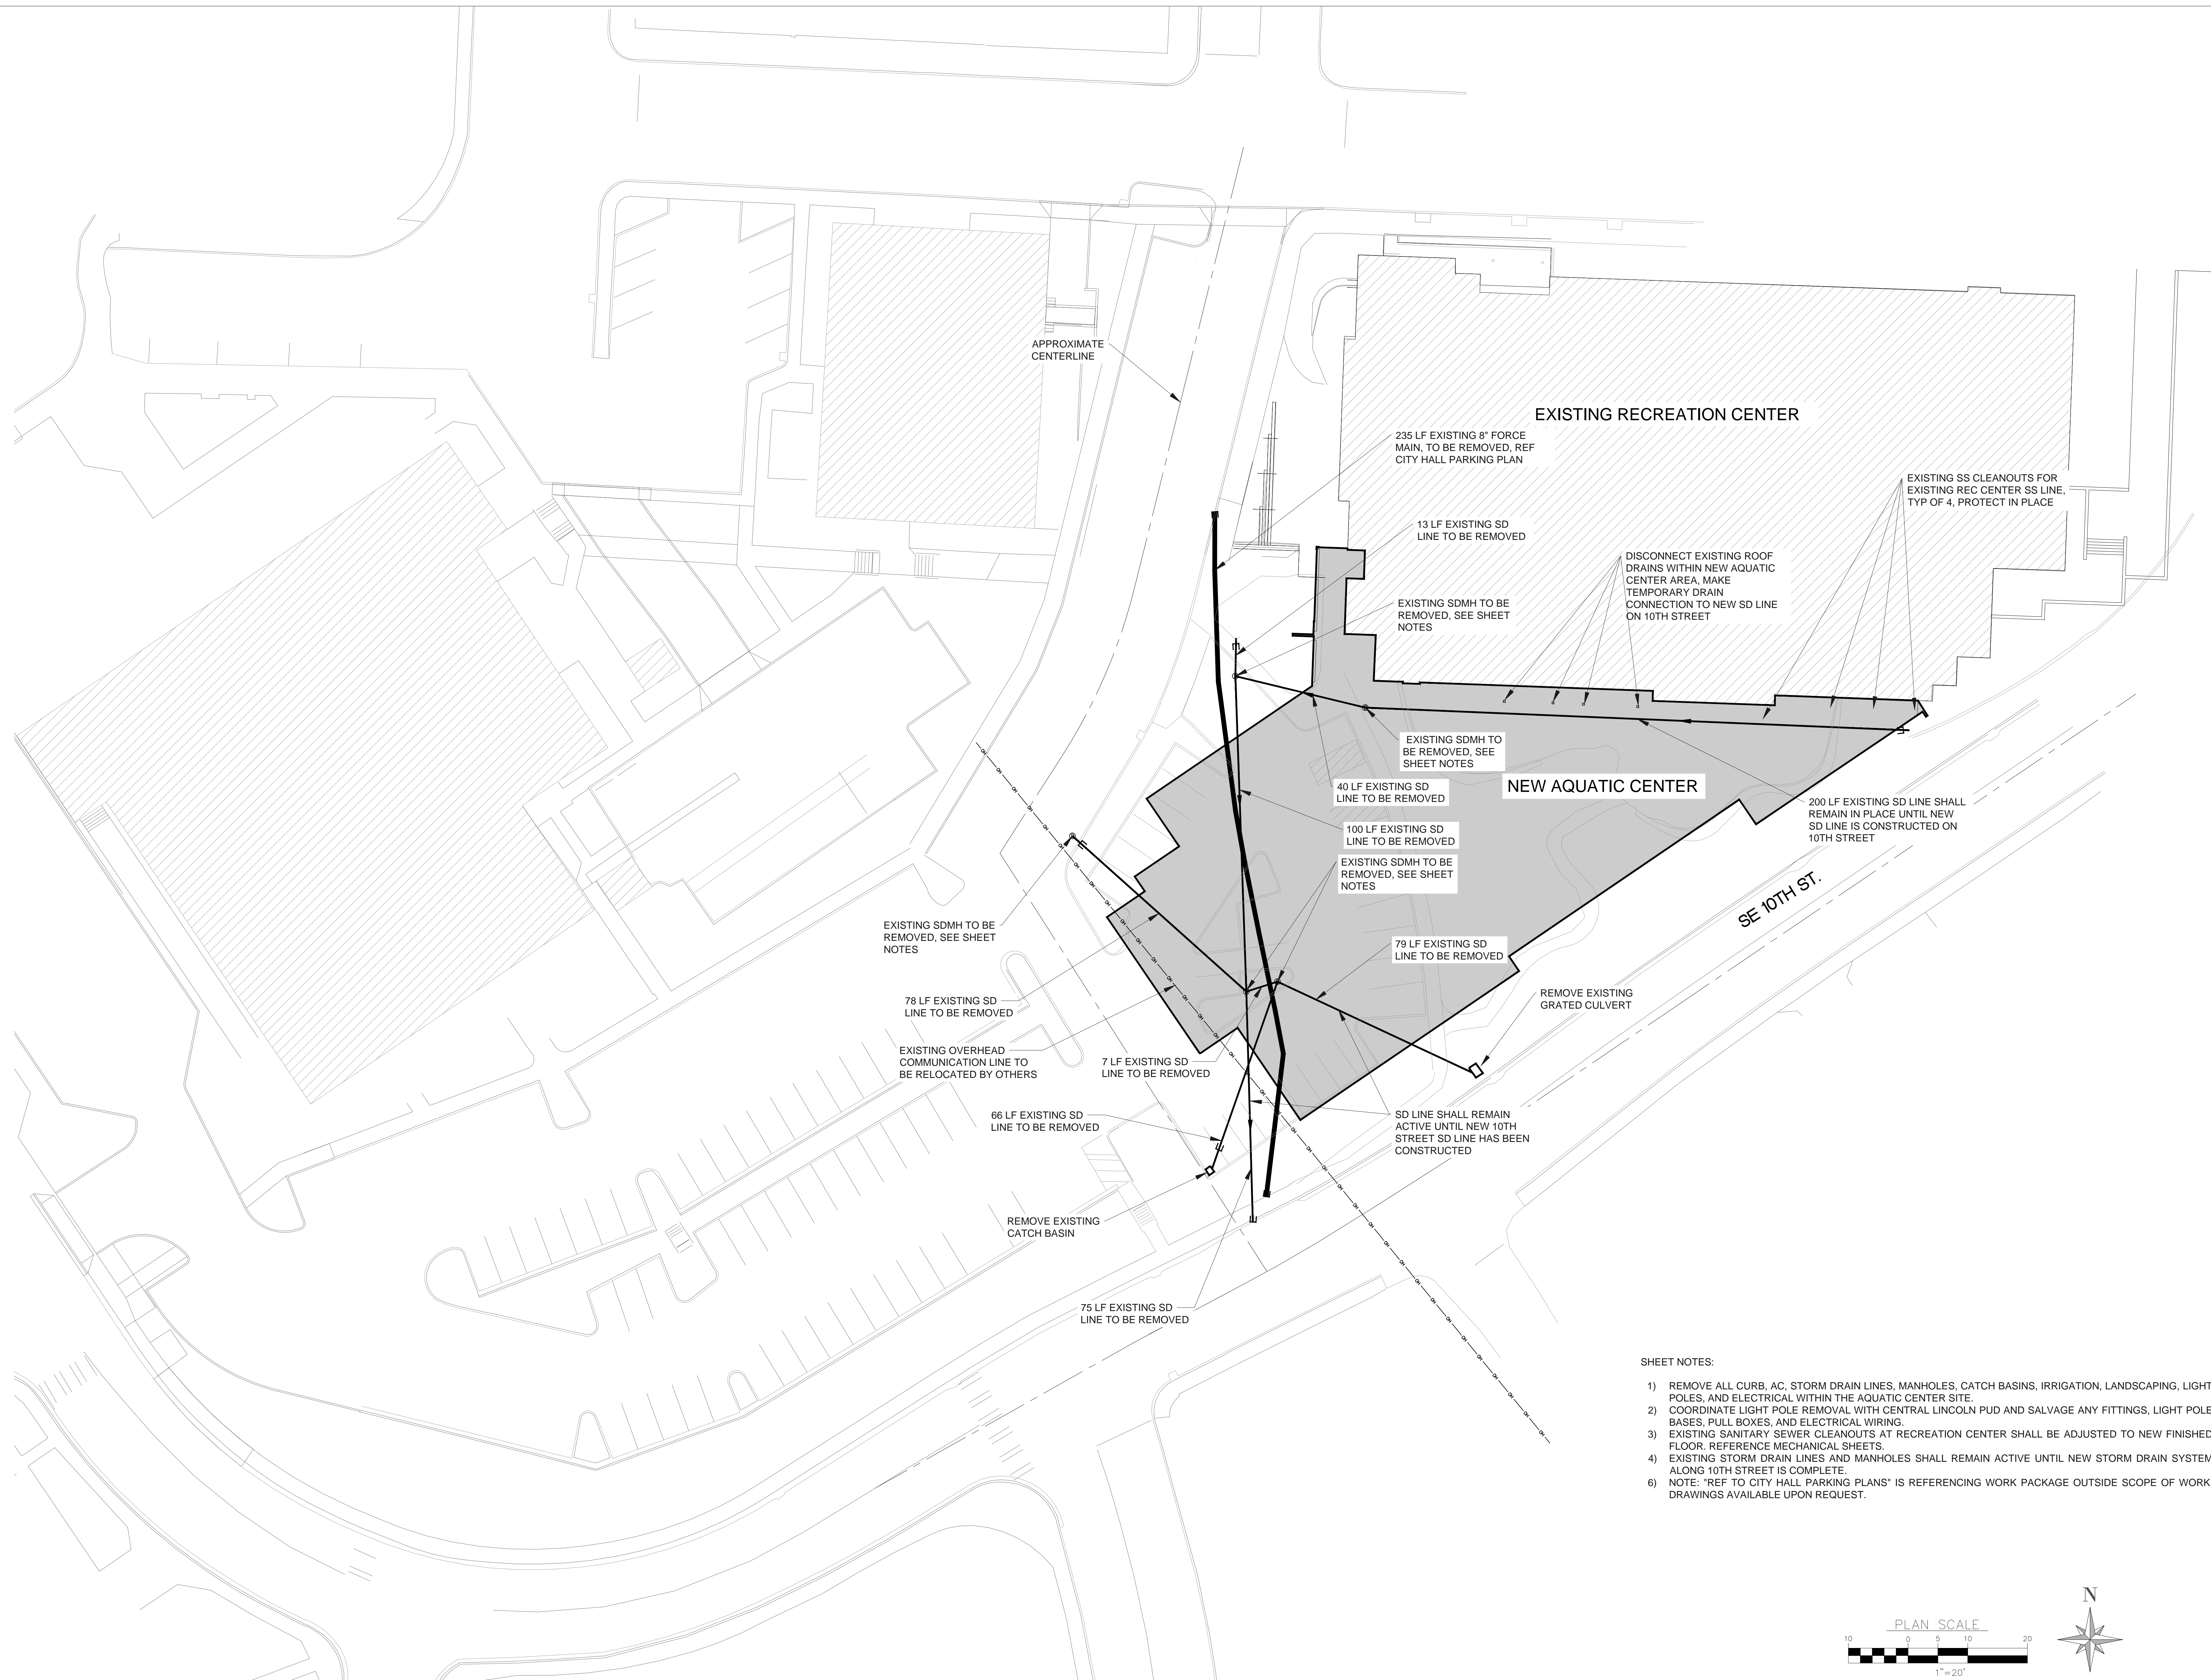 APPROXIMATE
CENTERLINE
EXISTING RECREATION CENTER
235 LF EXISTING 8" FORCE
MAIN, TO BE REMOVED, REF
CITY HALL PARKING PLAN
EXISTING SS CLEANOUTS FOR
EXISTING REC CENTER SS LINE,
TYP OF 4, PROTECT IN PLACE
13 LF EXISTING SD
LINE TO BE REMOVED
DISCONNECT EXISTING ROOF
DRAINS WITHIN NEW AQUATIC
CENTER AREA, MAKE
TEMPORARY DRAIN
CONNECTION TO NEW SD LINE
ON 10TH STREET
EXISTING SDMH TO BE
REMOVED, SEE SHEET
NOTES
EXISTING SDMH TO
BE REMOVED, SEE
SHEET NOTES
NEW AQUATIC CENTER
40 LF EXISTING SD
LINE TO BE REMOVED
200 LF EXISTING SD LINE SHALL
REMAIN IN PLACE UNTIL NEW
SD LINE IS CONSTRUCTED ON
10TH STREET
100 LF EXISTING SD
LINE TO BE REMOVED
EXISTING SDMH TO BE
REMOVED, SEE SHEET
NOTES
SE 10TH ST.
EXISTING SDMH TO BE
REMOVED, SEE SHEET
NOTES
79 LF EXISTING SD
LINE TO BE REMOVED
REMOVE EXISTING
GRATED CULVERT
78 LF EXISTING SD
LINE TO BE REMOVED
EXISTING OVERHEAD
COMMUNICATION LINE TO
BE RELOCATED BY OTHERS
7 LF EXISTING SD
LINE TO BE REMOVED
66 LF EXISTING SD
LINE TO BE REMOVED
SD LINE SHALL REMAIN
ACTIVE UNTIL NEW 10TH
STREET SD LINE HAS BEEN
CONSTRUCTED
REMOVE EXISTING
CATCH BASIN
75 LF EXISTING SD
LINE TO BE REMOVED
SHEET NOTES:
1) REMOVE ALL CURB, AC, STORM DRAIN LINES, MANHOLES, CATCH BASINS, IRRIGATION, LANDSCAPING, LIGHT
POLES, AND ELECTRICAL WITHIN THE AQUATIC CENTER SITE.
2) COORDINATE LIGHT POLE REMOVAL WITH CENTRAL LINCOLN PUD AND SALVAGE ANY FITTINGS, LIGHT POLE
BASES, PULL BOXES, AND ELECTRICAL WIRING.
3) EXISTING SANITARY SEWER CLEANOUTS AT RECREATION CENTER SHALL BE ADJUSTED TO NEW FINISHED
FLOOR. REFERENCE MECHANICAL SHEETS.
4) EXISTING STORM DRAIN LINES AND MANHOLES SHALL REMAIN ACTIVE UNTIL NEW STORM DRAIN SYSTEM
ALONG 10TH STREET IS COMPLETE.
6) NOTE: "REF TO CITY HALL PARKING PLANS" IS REFERENCING WORK PACKAGE OUTSIDE SCOPE OF WORK
DRAWINGS AVAILABLE UPON REQUEST.
N
PLAN SCALE
10 0 5 10 20
1"=20'